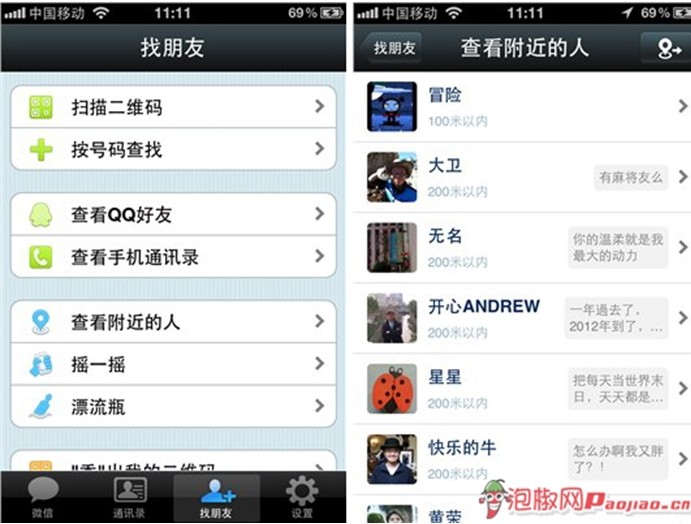 中国移动 11:11 69%
找朋友
扫描二维码
按号码查找
查看QQ好友
查看手机通讯录
查看附近的人
摇一摇
漂流瓶
"秀"出我的二维码
微信 通讯录 找朋友 设置
中国移动 11:11 69%
找朋友 查看附近的人
冒险
100米以内
大卫
200米以内
有麻将友么
无名
200米以内
你的温柔就是我
最大的动力
开心ANDREW
200米以内
一年過去了，
2012年到了，...
星星
200米以内
把每天当世界末
日，天天都是...
快乐的牛
200米以内
怎么办啊我又胖
了？！
黄荣
泡椒网Paojiao.cn